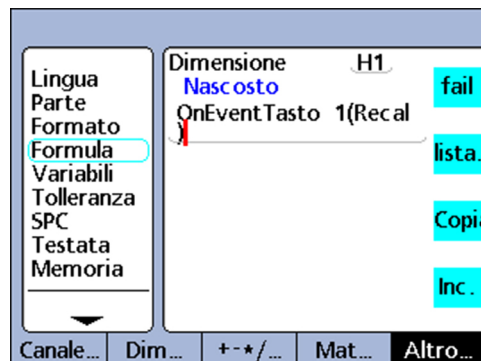 Lingua
Parte
Formato
Formula
Variabili
Tolleranza
SPC
Testata
Memoria
Dimensione H1
Nascosto
OnEventTasto 1(Recal
)
fail
lista.
Copia
Inc.
Canale... Dim... +-*/... Mat... Altro...